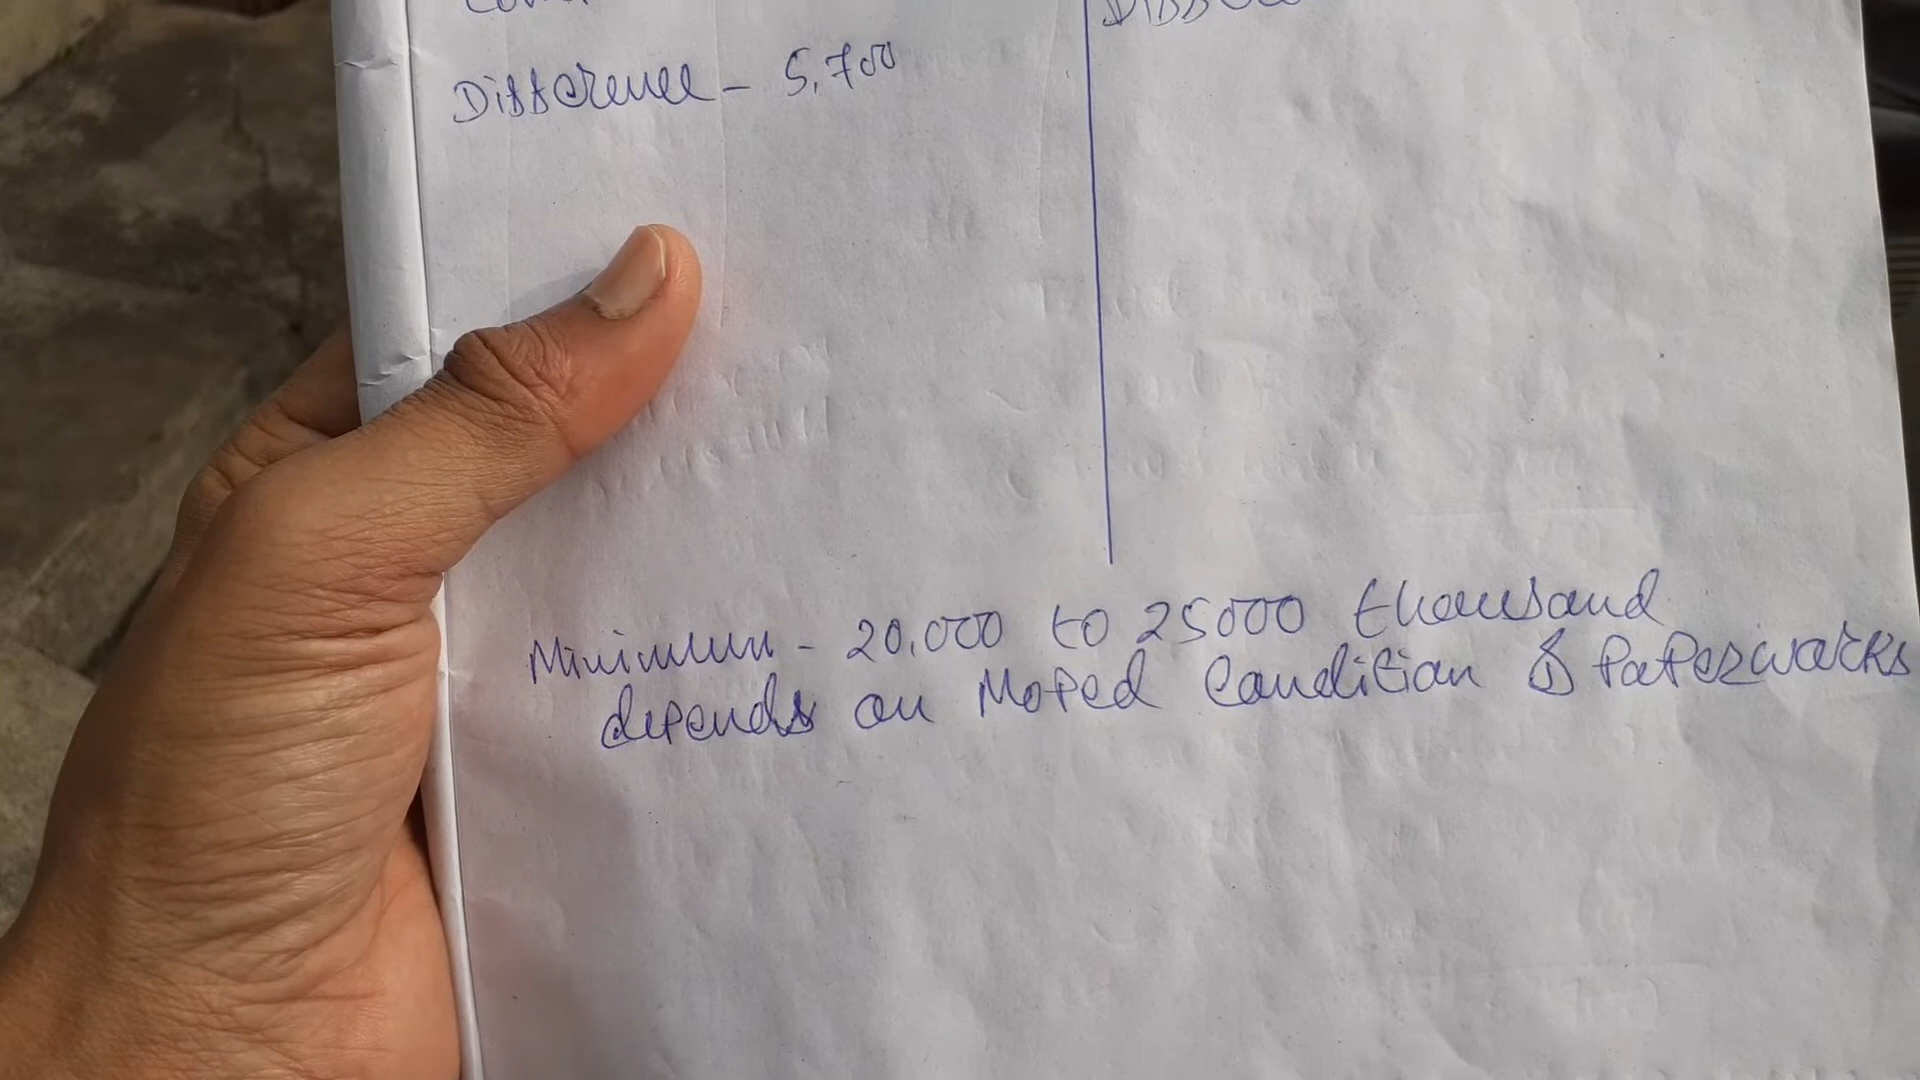 Difference - 5,700
Minimum - 20,000 to 25000 thousand
depends on Moped Condition & Paperworks